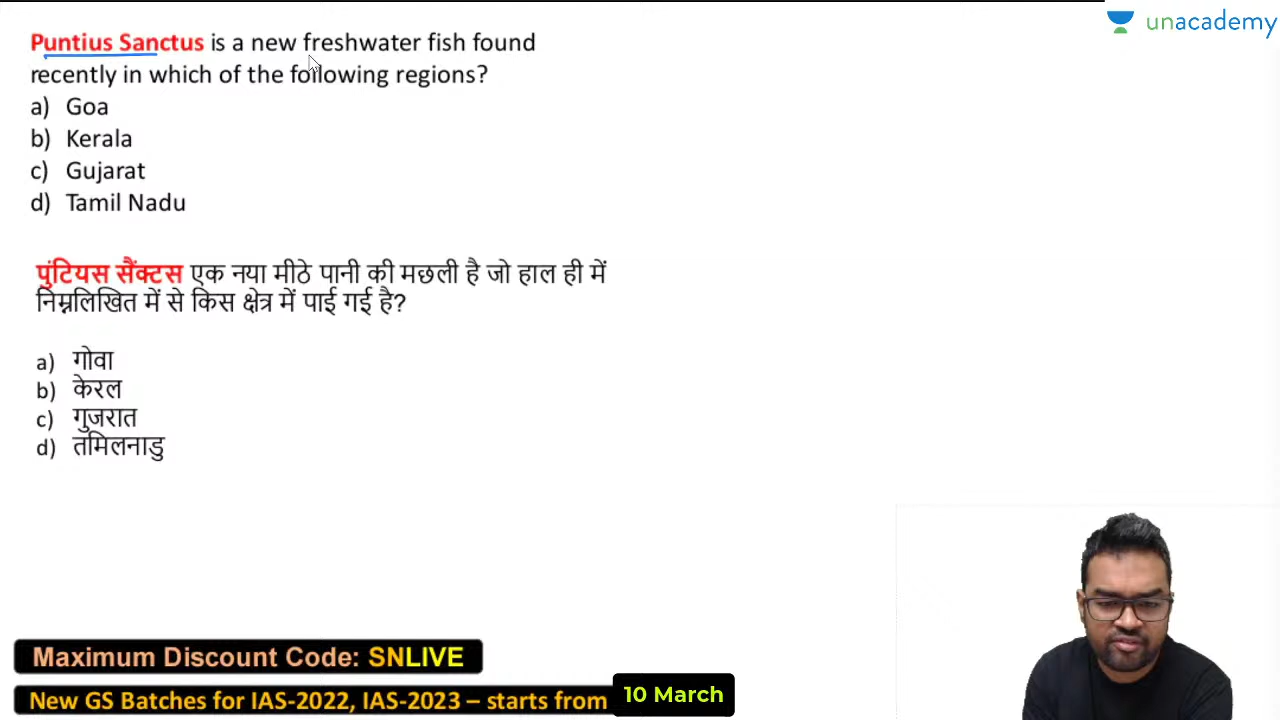 unacademy
Puntius Sanctus is a new freshwater fish found
recently in which of the following regions?
a) Goa
b) Kerala
c) Gujarat
d) Tamil Nadu
पुंटियस सैंक्टस एक नया मीठे पानी की मछली है जो हाल ही में
निम्नलिखित में से किस क्षेत्र में पाई गई है?
a) गोवा
b) केरल
c) गुजरात
d) तमिलनाडु
Maximum Discount Code: SNLIVE
New GS Batches for IAS-2022, IAS-2023 – starts from 10 March